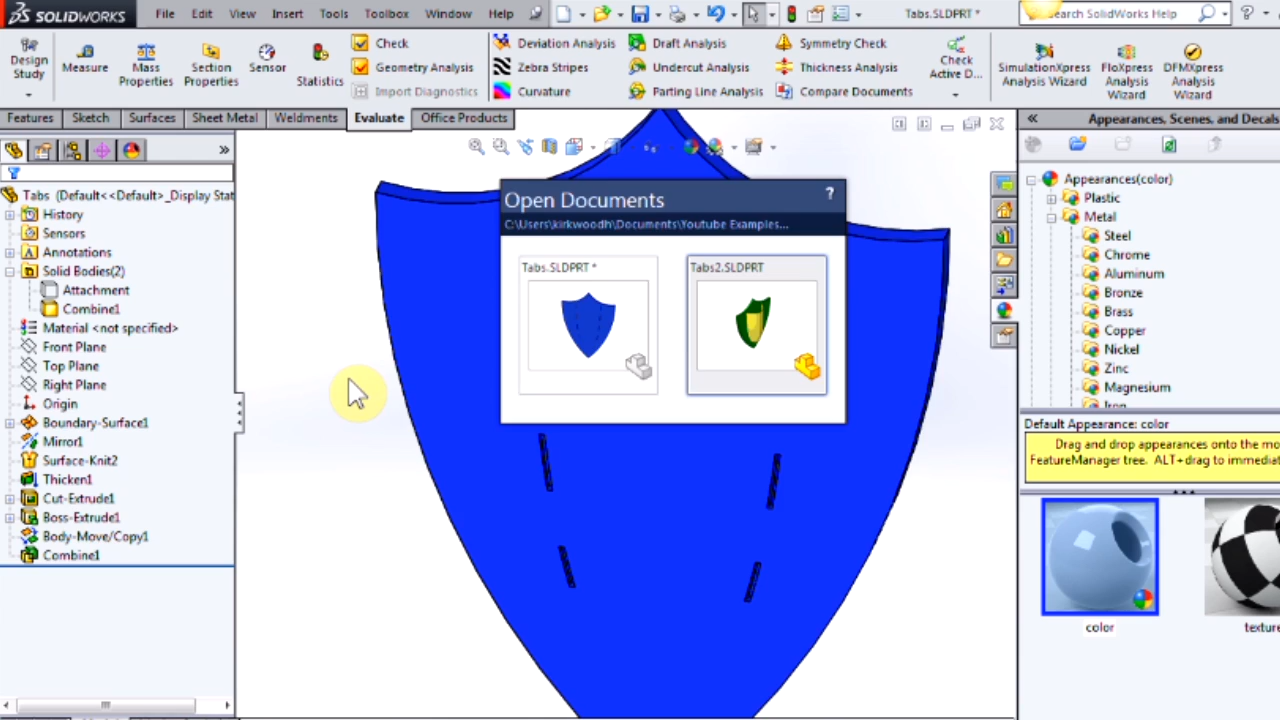 SOLIDWORKS File Edit View Insert Tools Toolbox Window Help Tabs.SLDPRT * Search SolidWorks Help
Design
Study
Measure
Mass
Properties
Section
Properties
Sensor
Statistics
Check
Geometry Analysis
Import Diagnostics
Deviation Analysis
Zebra Stripes
Curvature
Draft Analysis
Undercut Analysis
Parting Line Analysis
Symmetry Check
Thickness Analysis
Compare Documents
Check
Active D...
SimulationXpress
Analysis Wizard
FloXpress
Analysis
Wizard
DFMXpress
Analysis
Wizard
Features Sketch Surfaces Sheet Metal Weldments Evaluate Office Products
Tabs (Default<<Default>_Display Stat
History
Sensors
Annotations
Solid Bodies(2)
Attachment
Combine1
Material <not specified>
Front Plane
Top Plane
Right Plane
Origin
Boundary-Surface1
Mirror1
Surface-Knit2
Thicken1
Cut-Extrude1
Boss-Extrude1
Body-Move/Copy1
Combine1
Open Documents ?
C:\Users\kirkwoodh\Documents\Youtube Examples...
Tabs.SLDPRT *
Tabs2.SLDPRT
Appearances, Scenes, and Decals
Appearances(color)
Plastic
Metal
Steel
Chrome
Aluminum
Bronze
Brass
Copper
Nickel
Zinc
Magnesium
Iron
Default Appearance: color
Drag and drop appearances onto the mo
FeatureManager tree. ALT+drag to immediat
color
texture